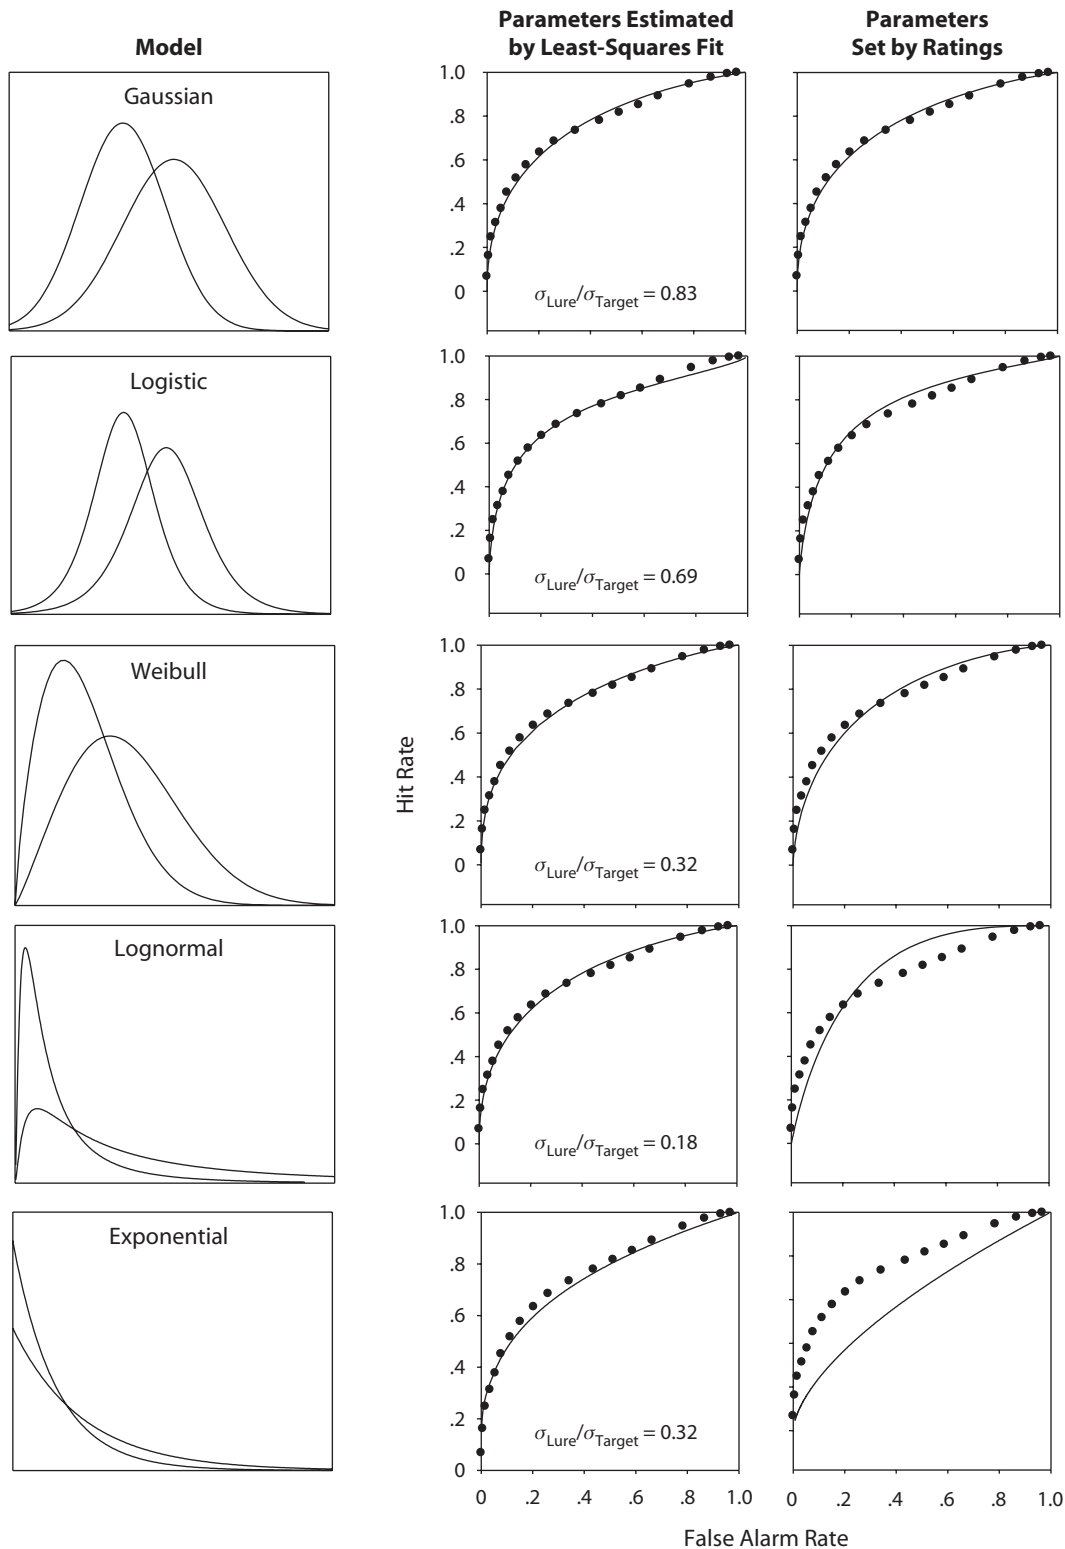 Model
Parameters Estimated
by Least-Squares Fit
Parameters
Set by Ratings
Gaussian
1.0
.8
.6
.4
.2
0
σLure/σTarget = 0.83
Logistic
1.0
.8
.6
.4
.2
0
σLure/σTarget = 0.69
Weibull
1.0
.8
.6
.4
.2
0
σLure/σTarget = 0.32
Hit Rate
Lognormal
1.0
.8
.6
.4
.2
0
σLure/σTarget = 0.18
Exponential
1.0
.8
.6
.4
.2
0
σLure/σTarget = 0.32
0 .2 .4 .6 .8 1.0
0 .2 .4 .6 .8 1.0
False Alarm Rate